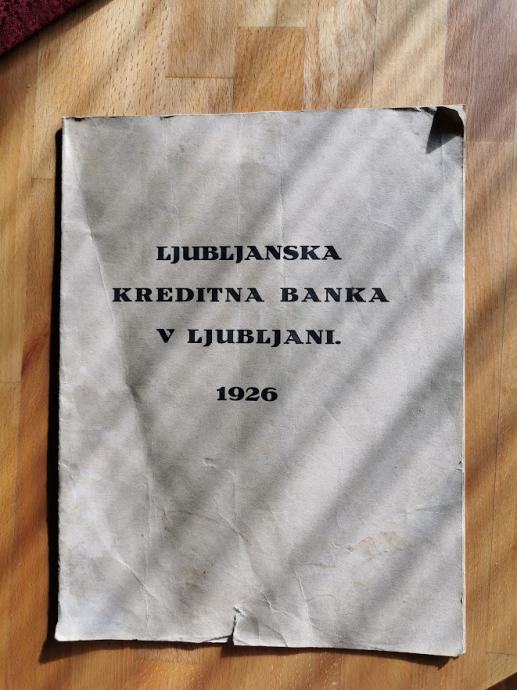 LJUBLJANSKA
KREDITNA BANKA
V LJUBLJANI.
1926